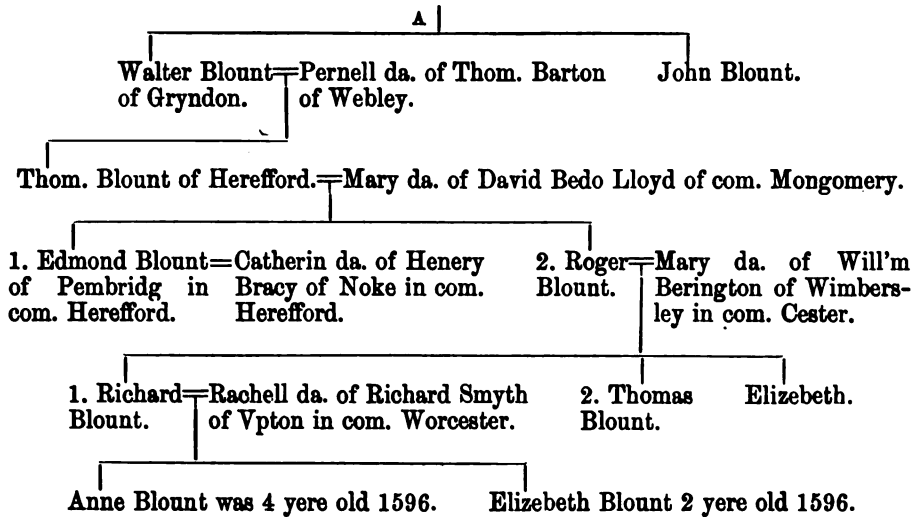 A
Walter Blount=Pernell da. of Thom. Barton
of Gryndon. of Webley.
John Blount.
Thom. Blount of Herefford.=Mary da. of David Bedo Lloyd of com. Mongomery.
1. Edmond Blount=Catherin da. of Henery
of Pembridg in Bracy of Noke in com.
com. Herefford. Herefford.
2. Roger=Mary da. of Will'm
Blount. Berington of Wimbers-
ley in com. Cester.
1. Richard=Rachell da. of Richard Smyth
Blount. of Vpton in com. Worcester.
2. Thomas
Blount.
Elizebeth.
Anne Blount was 4 yere old 1596.
Elizebeth Blount 2 yere old 1596.